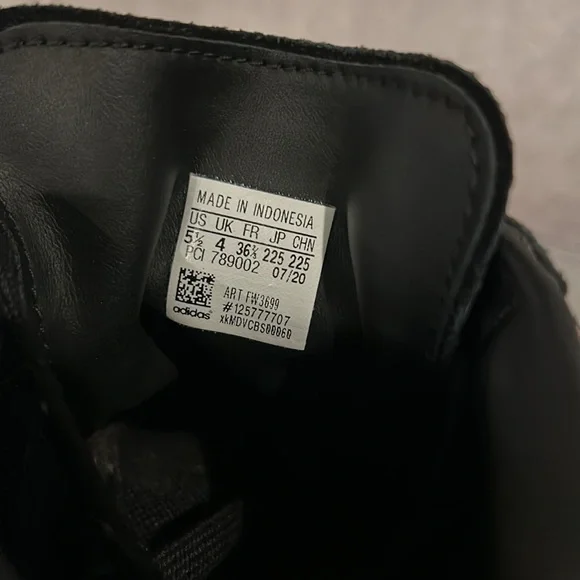 MADE IN INDONESIA
US UK FR JP CHN
5½ 4 36⅔ 225 225
PCI 789002 07/20
ART FW3699
#125777707
xkMDVCBS00060
adidas